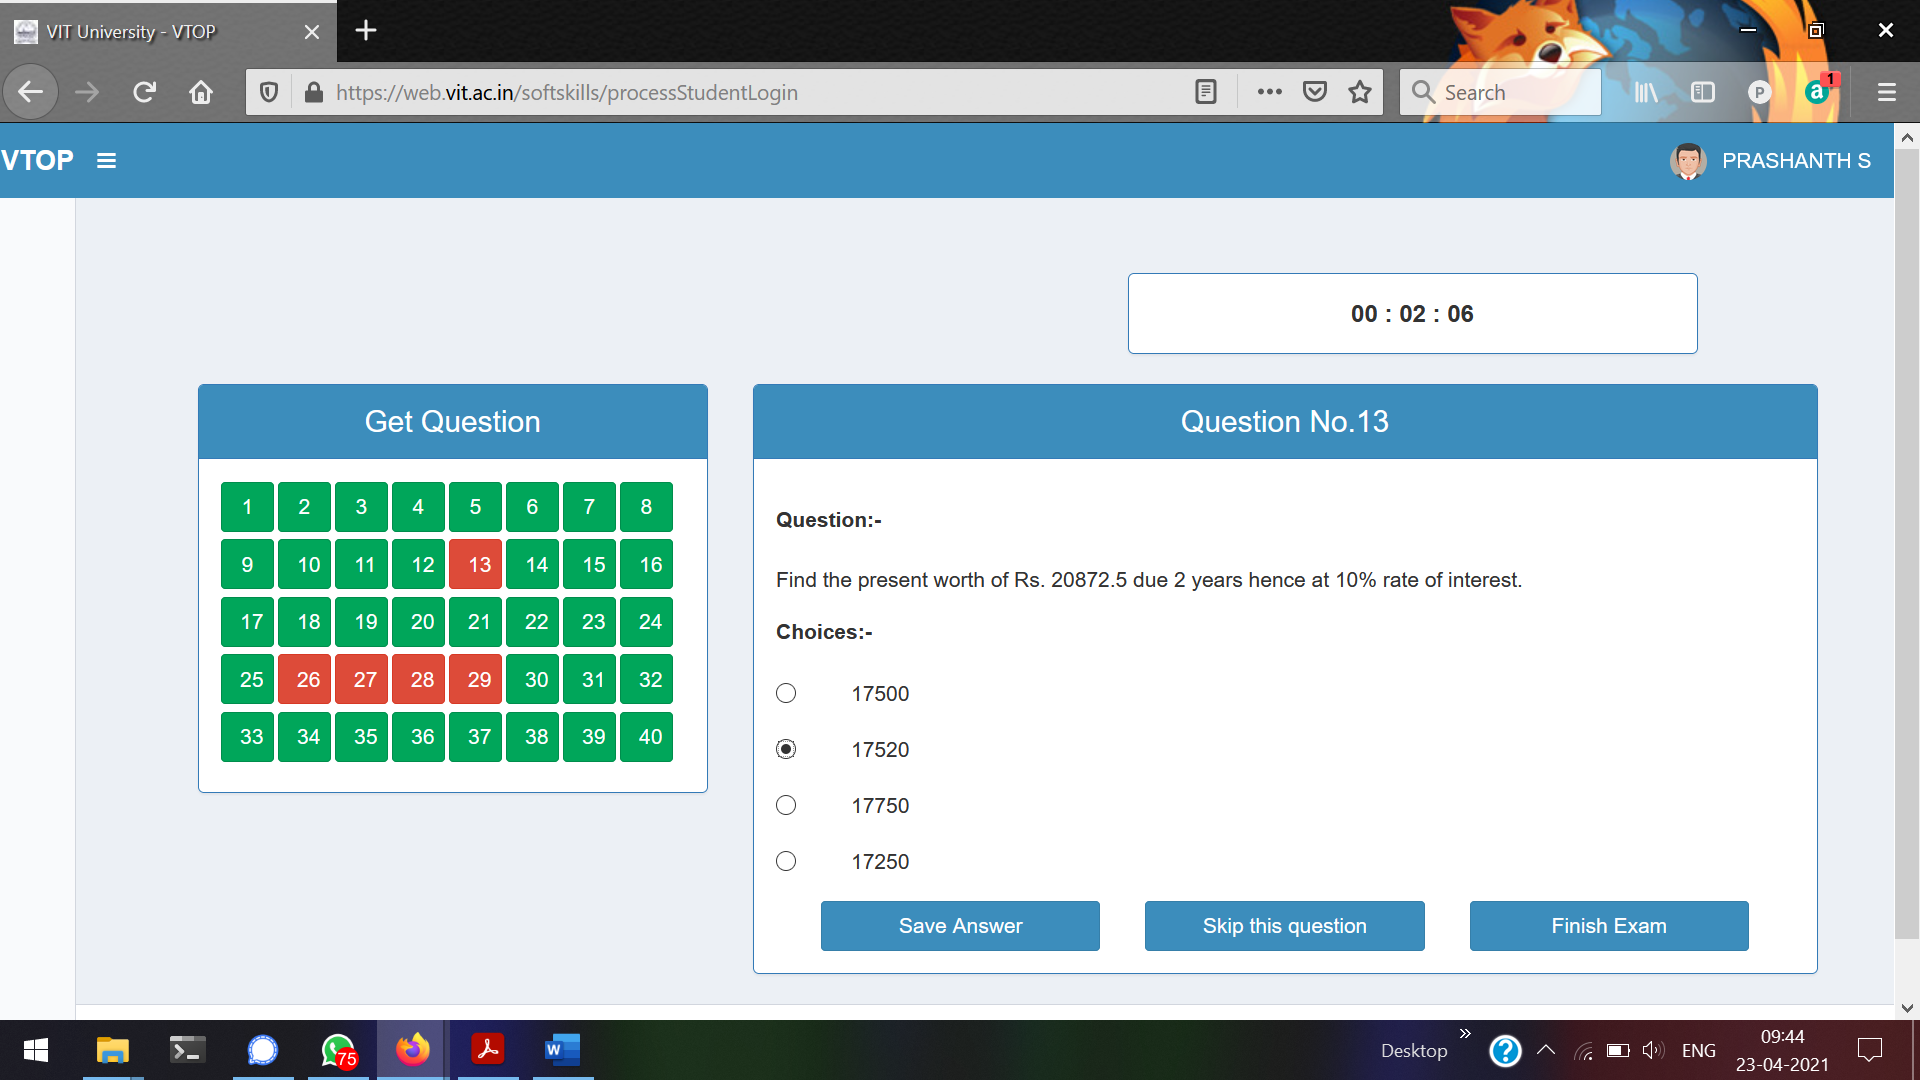 VIT University - VTOP
https://web.vit.ac.in/softskills/processStudentLogin
Search
P
a
1
VTOP
PRASHANTH S
00 : 02 : 06
Get Question
1 2 3 4 5 6 7 8
9 10 11 12 13 14 15 16
17 18 19 20 21 22 23 24
25 26 27 28 29 30 31 32
33 34 35 36 37 38 39 40
Question No.13
Question:-
Find the present worth of Rs. 20872.5 due 2 years hence at 10% rate of interest.
Choices:-
17500
17520
17750
17250
Save Answer
Skip this question
Finish Exam
75
W
Desktop
?
ENG
09:44
23-04-2021